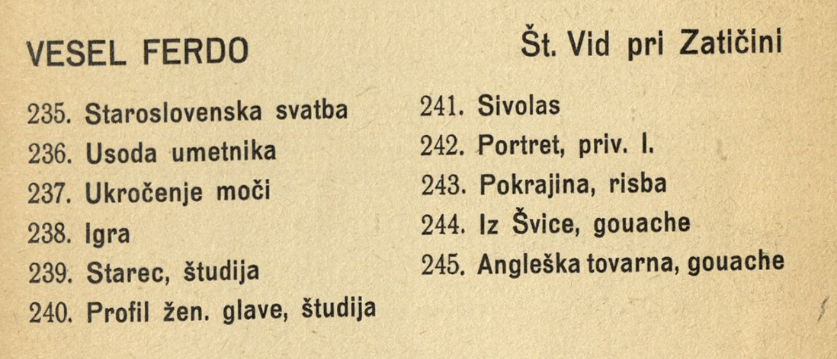 VESEL FERDO
Št. Vid pri Zatičini
235. Staroslovenska svatba
236. Usoda umetnika
237. Ukročenje moči
238. Igra
239. Starec, študija
240. Profil žen. glave, študija
241. Sivolas
242. Portret, priv. l.
243. Pokrajina, risba
244. Iz Švice, gouache
245. Angleška tovarna, gouache